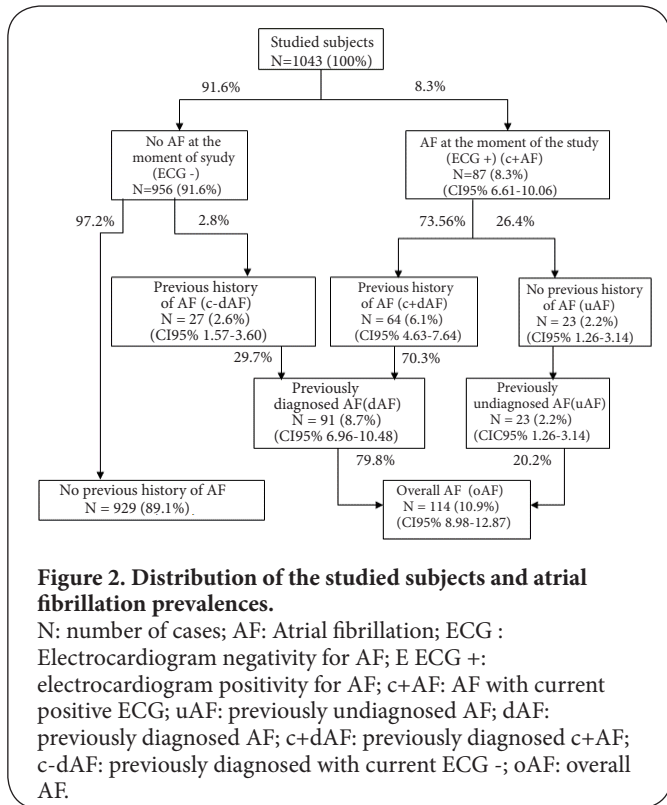 Studied subjects
N=1043 (100%)
91.6%
8.3%
No AF at the
moment of syudy
(ECG -)
N=956 (91.6%)
AF at the moment of the study
(ECG +) (c+AF)
N=87 (8.3%)
(CI95% 6.61-10.06)
97.2%
2.8%
73.56%
26.4%
Previous history
of AF (c-dAF)
N = 27 (2.6%)
(CI95% 1.57-3.60)
Previous history
of AF (c+dAF)
N = 64 (6.1%)
(CI95% 4.63-7.64)
No previous history
of AF (uAF)
N = 23 (2.2%)
(CI95% 1.26-3.14)
29.7%
70.3%
Previously
diagnosed AF(dAF)
N = 91 (8.7%)
(CI95% 6.96-10.48)
Previously
undiagnosed AF(uAF)
N = 23 (2.2%)
(CIC95% 1.26-3.14)
79.8%
20.2%
No previous history of AF
N = 929 (89.1%)
Overall AF (oAF)
N = 114 (10.9%)
(CI95% 8.98-12.87)
Figure 2. Distribution of the studied subjects and atrial
fibrillation prevalences.
N: number of cases; AF: Atrial fibrillation; ECG :
Electrocardiogram negativity for AF; E ECG +:
electrocardiogram positivity for AF; c+AF: AF with current
positive ECG; uAF: previously undiagnosed AF; dAF:
previously diagnosed AF; c+dAF: previously diagnosed c+AF;
c-dAF: previously diagnosed with current ECG -; oAF: overall
AF.